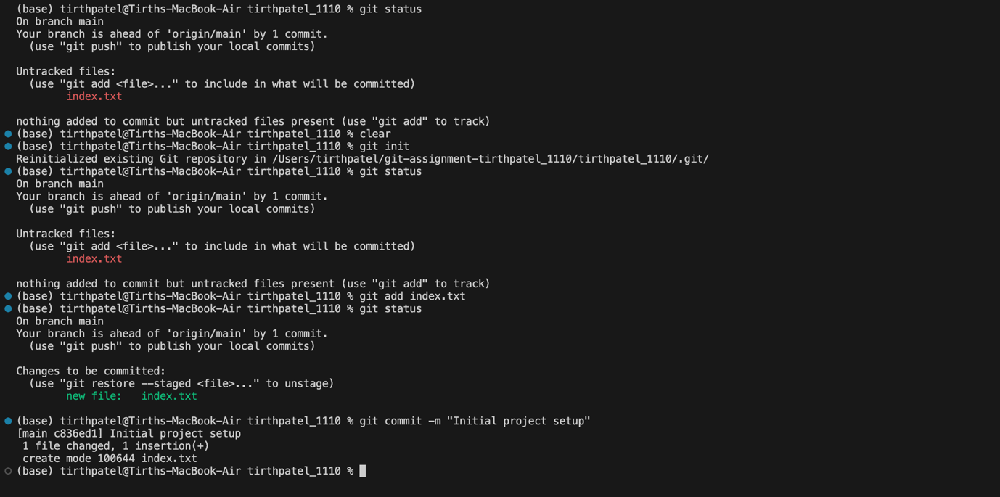 (base) tirthpatel@Tirths-MacBook-Air tirthpatel_1110 % git status
On branch main
Your branch is ahead of 'origin/main' by 1 commit.
  (use "git push" to publish your local commits)

Untracked files:
  (use "git add <file>..." to include in what will be committed)
        index.txt

nothing added to commit but untracked files present (use "git add" to track)
(base) tirthpatel@Tirths-MacBook-Air tirthpatel_1110 % clear
(base) tirthpatel@Tirths-MacBook-Air tirthpatel_1110 % git init
Reinitialized existing Git repository in /Users/tirthpatel/git-assignment-tirthpatel_1110/tirthpatel_1110/.git/
(base) tirthpatel@Tirths-MacBook-Air tirthpatel_1110 % git status
On branch main
Your branch is ahead of 'origin/main' by 1 commit.
  (use "git push" to publish your local commits)

Untracked files:
  (use "git add <file>..." to include in what will be committed)
        index.txt

nothing added to commit but untracked files present (use "git add" to track)
(base) tirthpatel@Tirths-MacBook-Air tirthpatel_1110 % git add index.txt
(base) tirthpatel@Tirths-MacBook-Air tirthpatel_1110 % git status
On branch main
Your branch is ahead of 'origin/main' by 1 commit.
  (use "git push" to publish your local commits)

Changes to be committed:
  (use "git restore --staged <file>..." to unstage)
        new file:   index.txt

(base) tirthpatel@Tirths-MacBook-Air tirthpatel_1110 % git commit -m "Initial project setup"
[main c836ed1] Initial project setup
 1 file changed, 1 insertion(+)
 create mode 100644 index.txt
(base) tirthpatel@Tirths-MacBook-Air tirthpatel_1110 %